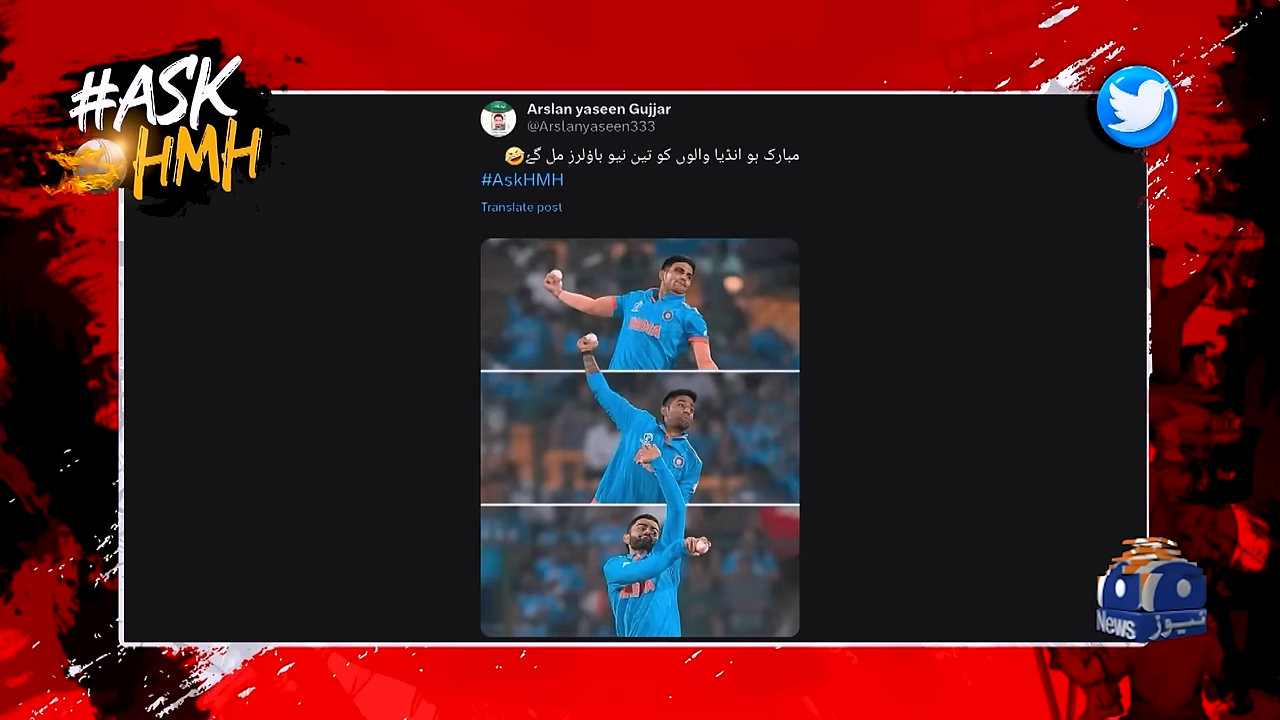 #ASK
HMH
Arslan yaseen Gujjar
@Arslanyaseen333
مبارک ہو انڈیا والوں کو تین نیو باؤلرز مل گۓ🤣
#AskHMH
Translate post
INDIA
News نیوز